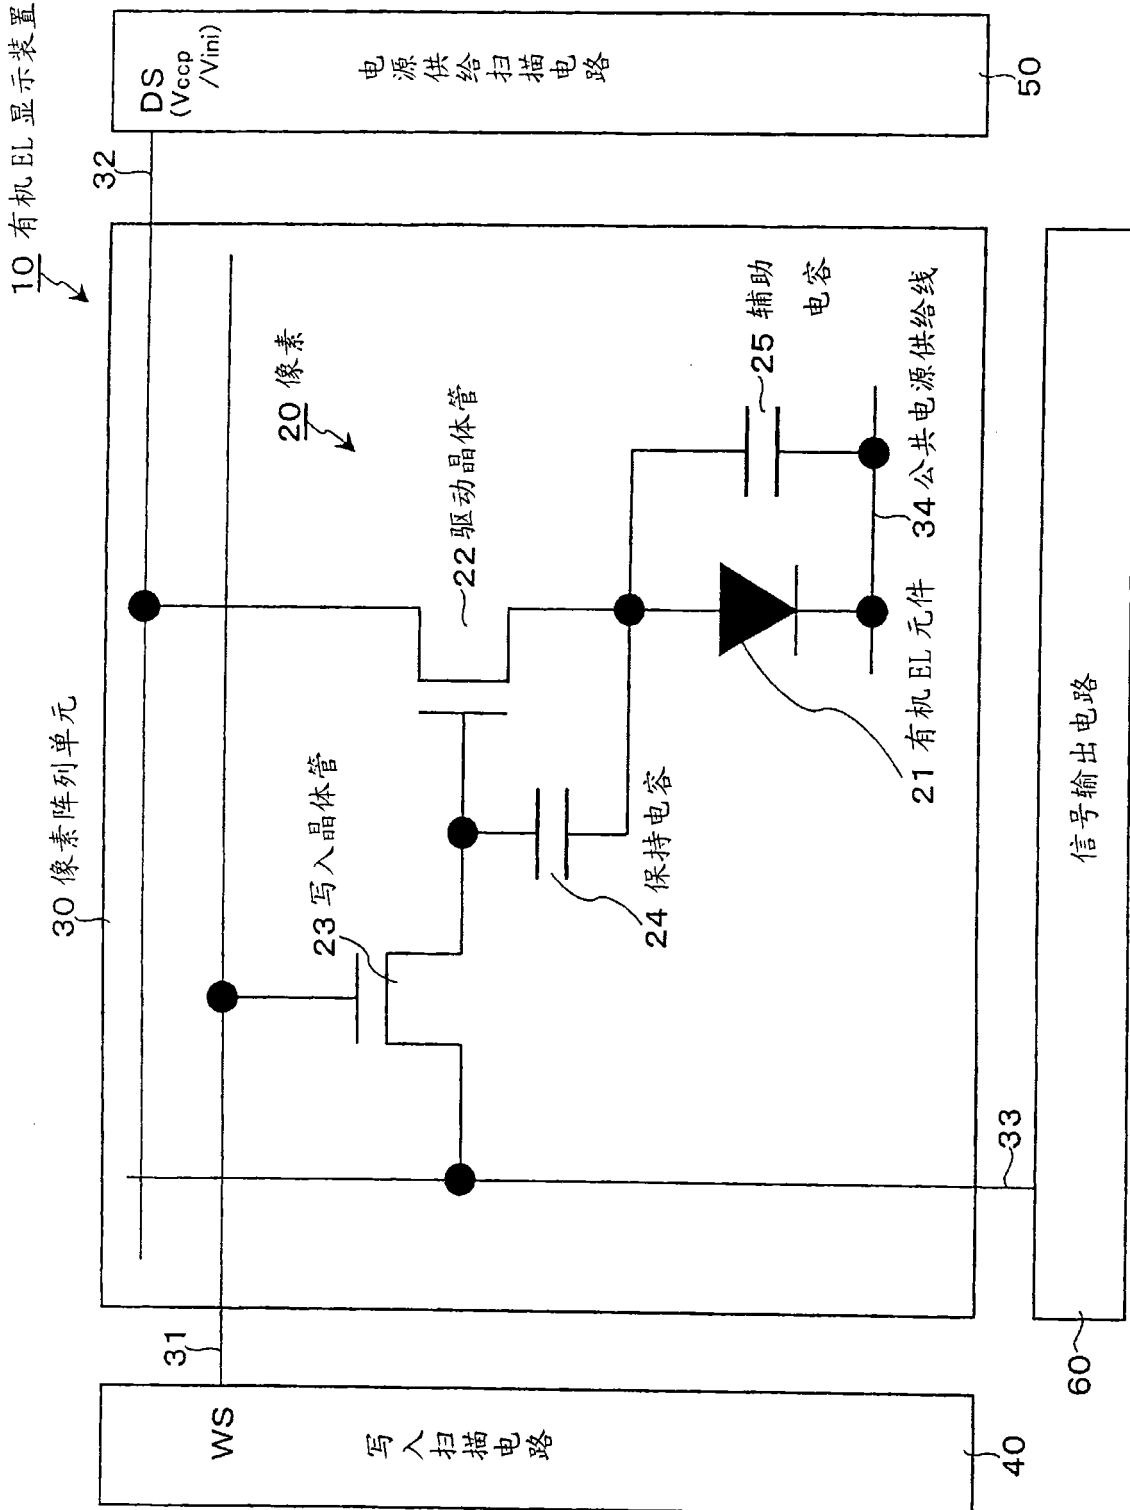 10 有机EL显示装置
30 像素阵列单元
20 像素
WS
31
写入扫描电路
40
23 写入晶体管
22 驱动晶体管
24 保持电容
25 辅助
电容
21 有机EL元件
34 公共电源供给线
32
DS
(Vccp
/Vini)
电源供给扫描电路
50
33
信号输出电路
60